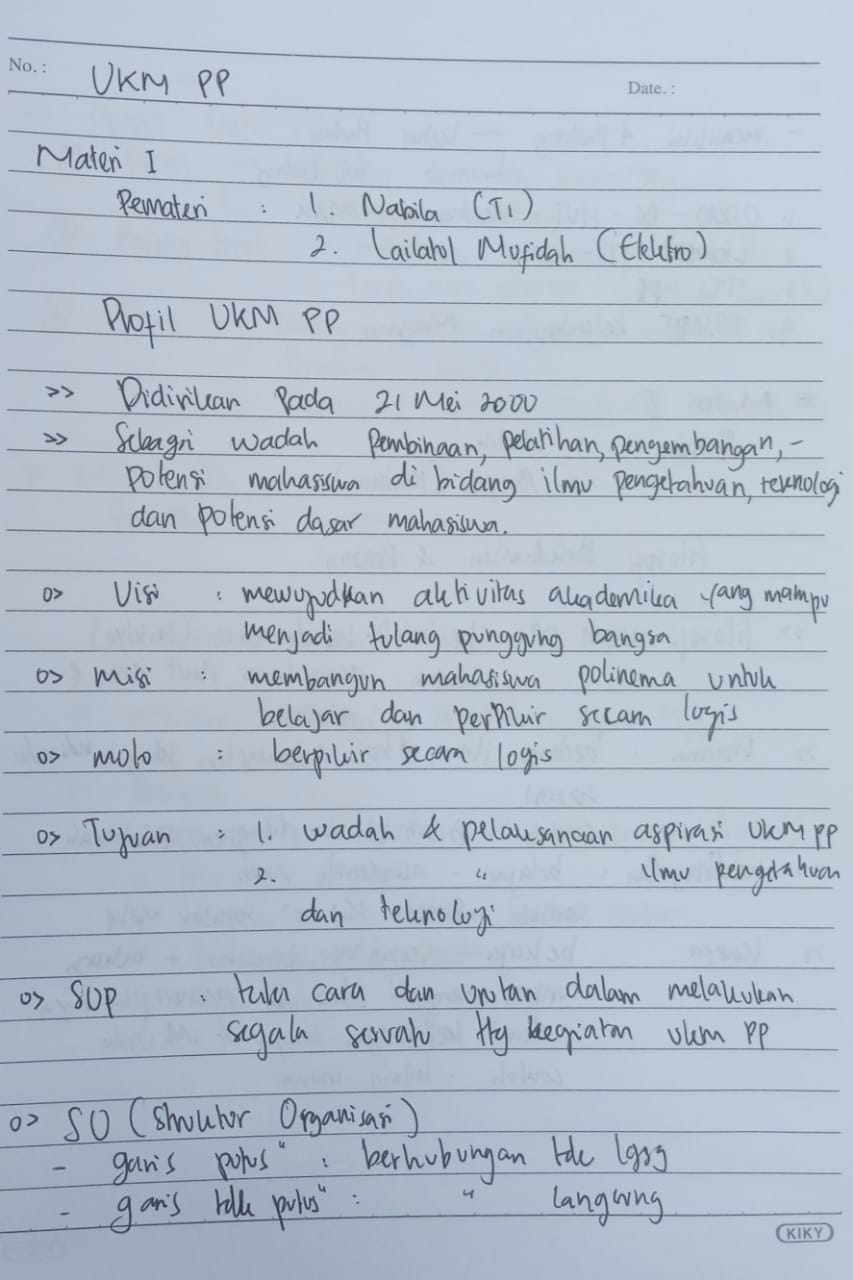 No.: UKM PP Date.:
Materi I
Pemateri : 1. Nabila (TI)
2. Lailatul Mufidah (Elektro)
Profil UKM PP
>> Didirikan Pada 21 Mei 2000
>> Sebagai wadah Pembinaan, pelatihan, pengembangan, -
potensi mahasiswa di bidang ilmu pengetahuan, teknologi
dan potensi dasar mahasiswa.
o> Visi : mewujudkan aktivitas akademika yang mampu
menjadi tulang punggung bangsa
o> Misi : membangun mahasiswa polinema untuk
belajar dan berfikir secara logis
o> moto : berpikir secara logis
o> Tujuan : 1. wadah & pelaksanaan aspirasi UKM PP
2. " ilmu pengetahuan
dan teknologi
o> SOP : tata cara dan urutan dalam melakukan
segala sesuatu ttg kegiatan ukm PP
o> SO (Struktur Organisasi)
- garis putus" : berhubungan tdk lgsg
- garis tdk putus" : " langsung
KIKY